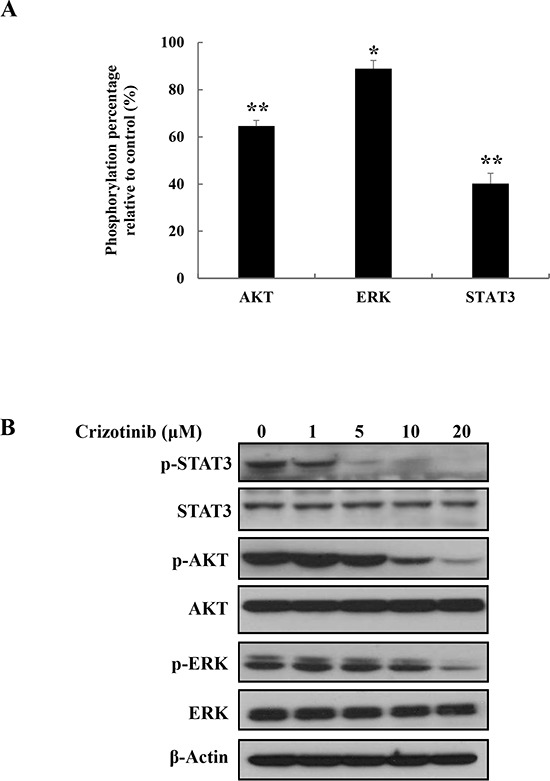 A
Phosphorylation percentage
relative to control (%)
100
80
60
40
20
0
**
*
**
AKT ERK STAT3
B
Crizotinib (μM) 0 1 5 10 20
p-STAT3
STAT3
p-AKT
AKT
p-ERK
ERK
β-Actin